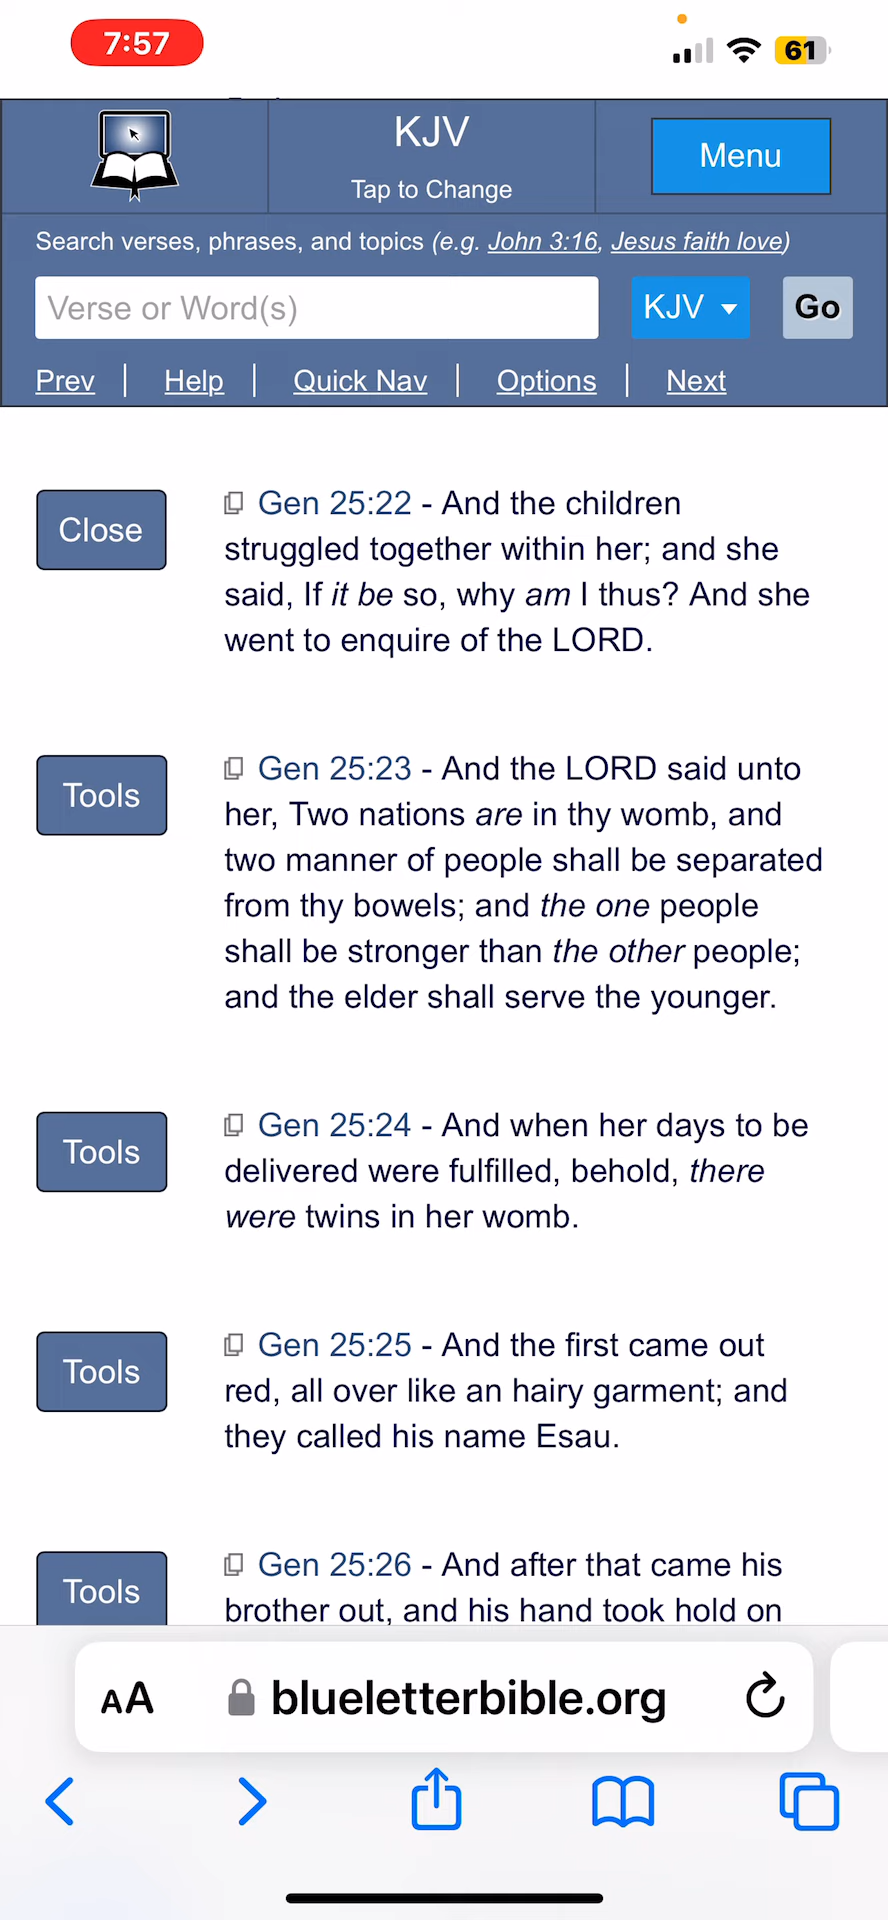 7:57
61
KJV
Tap to Change
Menu
Search verses, phrases, and topics (e.g. John 3:16, Jesus faith love)
Verse or Word(s)
KJV
Go
Prev | Help | Quick Nav | Options | Next
Close
Gen 25:22 - And the children
struggled together within her; and she
said, If it be so, why am I thus? And she
went to enquire of the LORD.
Tools
Gen 25:23 - And the LORD said unto
her, Two nations are in thy womb, and
two manner of people shall be separated
from thy bowels; and the one people
shall be stronger than the other people;
and the elder shall serve the younger.
Tools
Gen 25:24 - And when her days to be
delivered were fulfilled, behold, there
were twins in her womb.
Tools
Gen 25:25 - And the first came out
red, all over like an hairy garment; and
they called his name Esau.
Tools
Gen 25:26 - And after that came his
brother out, and his hand took hold on
AA
blueletterbible.org